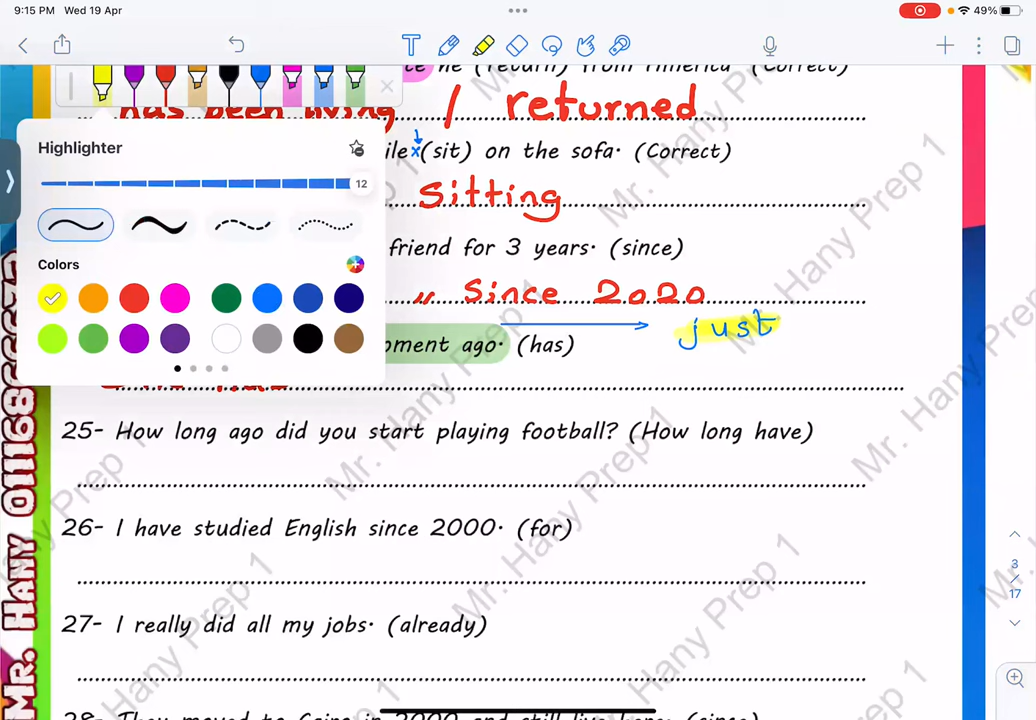 9:15 PM Wed 19 Apr
49%
he (return) from America (Correct)
has been living / returned
(sit) on the sofa. (Correct)
Sitting
friend for 3 years. (since)
〃 Since 2020
just
oment ago. (has)
25- How long ago did you start playing football? (How long have)
26- I have studied English since 2000. (for)
27- I really did all my jobs. (already)
Highlighter
12
Colors
3
17
Mr. Hany Prep 1
MR. HANY